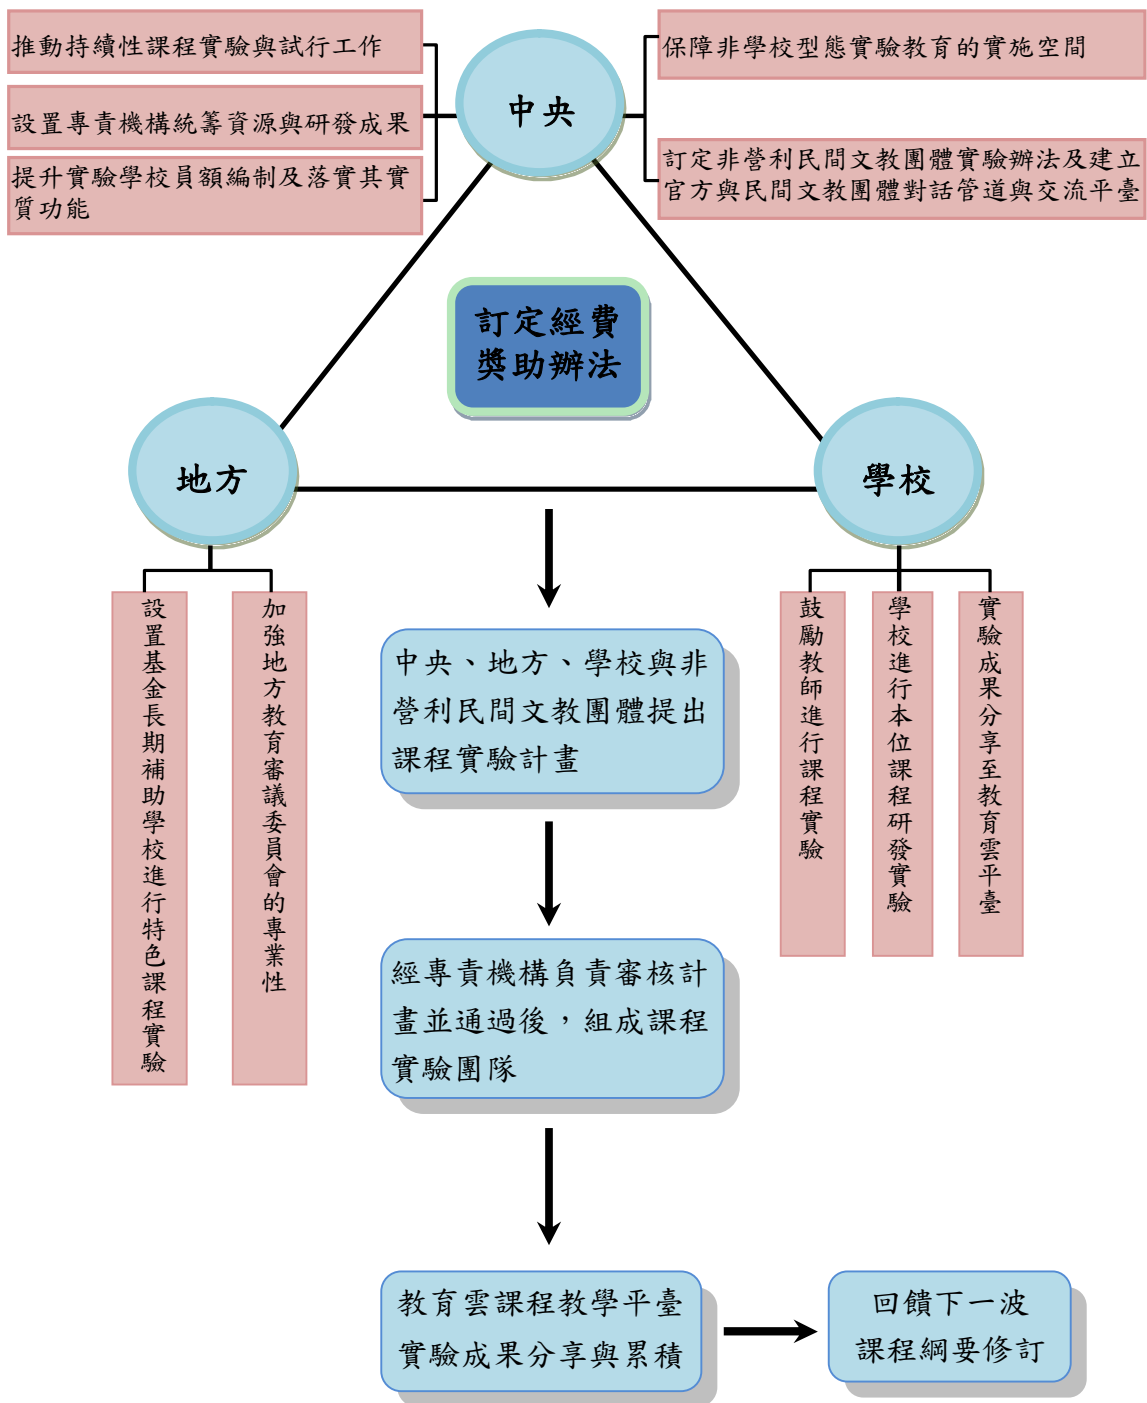 推動持續性課程實驗與試行工作
設置專責機構統籌資源與研發成果
提升實驗學校員額編制及落實其實
質功能
中央
保障非學校型態實驗教育的實施空間
訂定非營利民間文教團體實驗辦法及建立
官方與民間文教團體對話管道與交流平臺
訂定經費
獎助辦法
地方
學校
設置基金長期補助學校進行特色課程實驗
加強地方教育審議委員會的專業性
中央、地方、學校與非
營利民間文教團體提出
課程實驗計畫
鼓勵教師進行課程實驗
學校進行本位課程研發實驗
實驗成果分享至教育雲平臺
經專責機構負責審核計
畫並通過後，組成課程
實驗團隊
教育雲課程教學平臺
實驗成果分享與累積
回饋下一波
課程綱要修訂